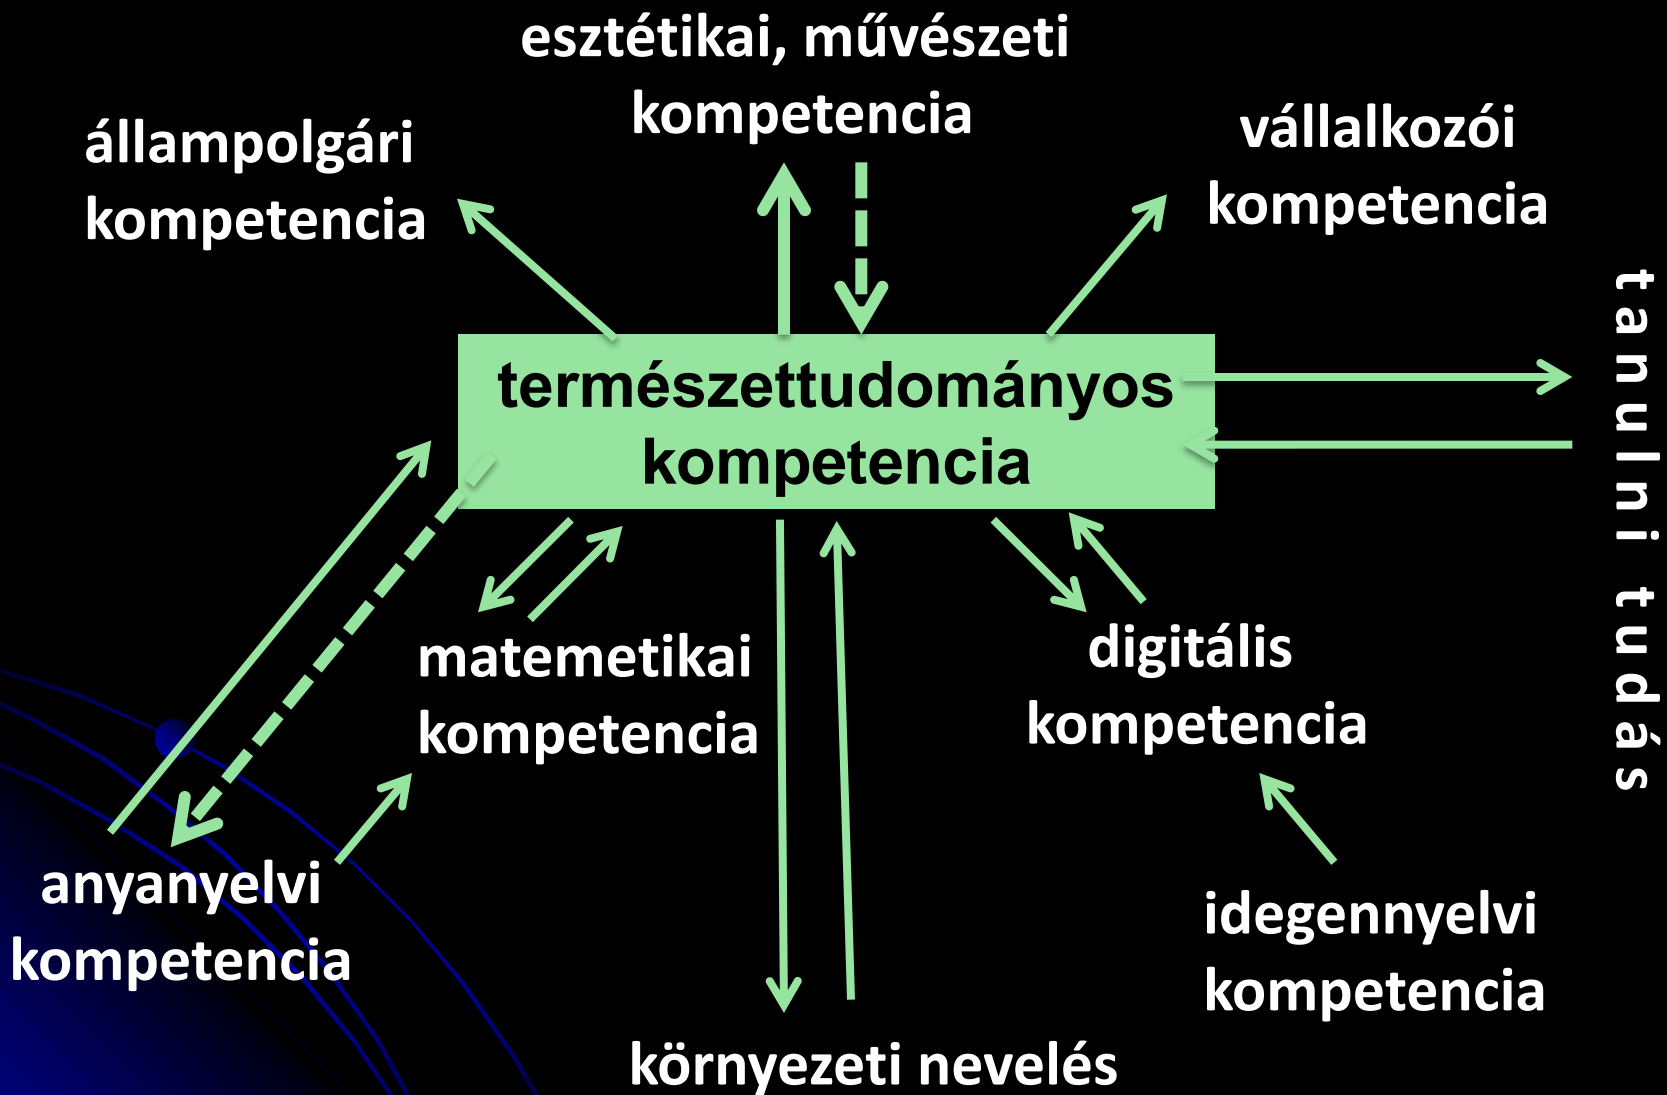 esztétikai, művészeti
kompetencia
állampolgári
kompetencia
vállalkozói
kompetencia
természettudományos
kompetencia
tanulni tudás
matemetikai
kompetencia
digitális
kompetencia
anyanyelvi
kompetencia
idegennyelvi
kompetencia
környezeti nevelés